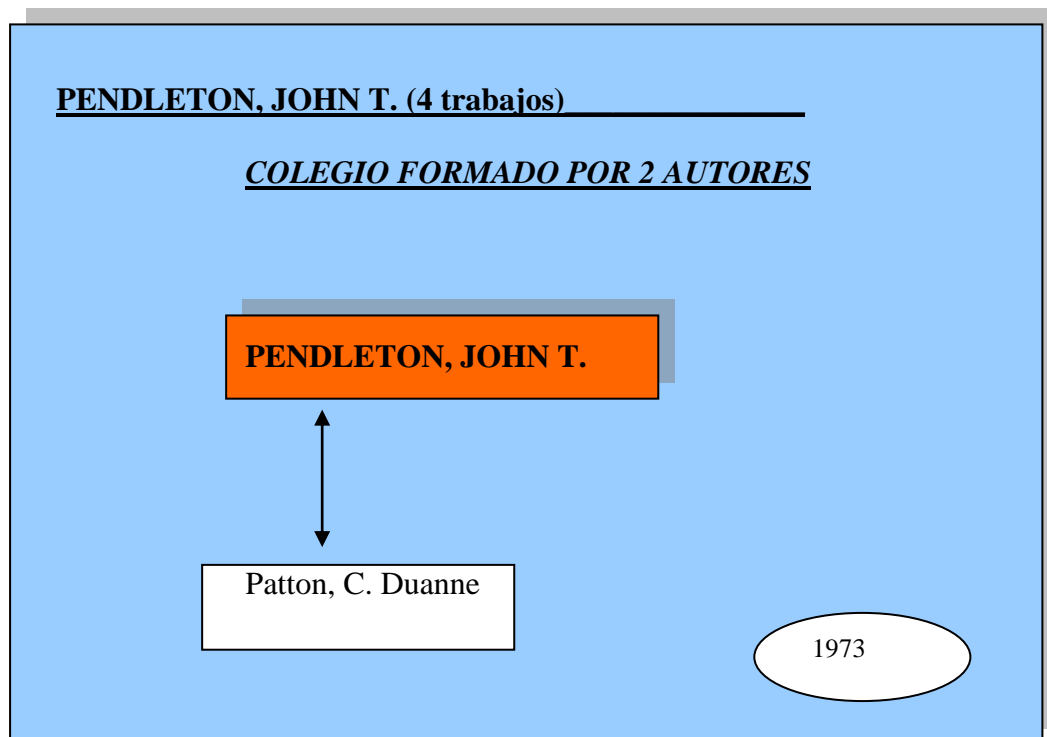 PENDLETON, JOHN T. (4 trabajos)
COLEGIO FORMADO POR 2 AUTORES
PENDLETON, JOHN T.
Patton, C. Duanne
1973